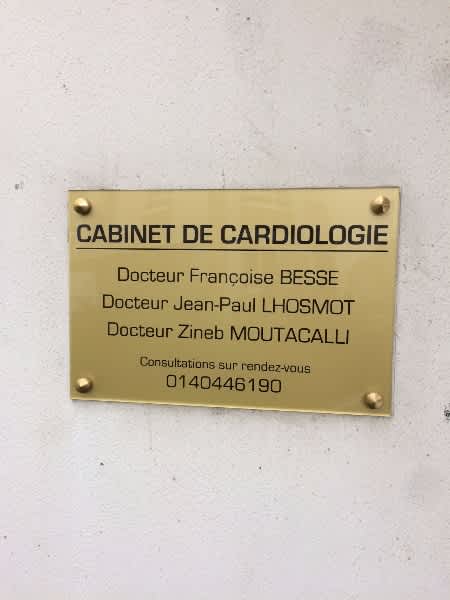 CABINET DE CARDIOLOGIE
Docteur Françoise BESSE
Docteur Jean-Paul LHOSMOT
Docteur Zineb MOUTACALLI
Consultations sur rendez-vous
0140446190